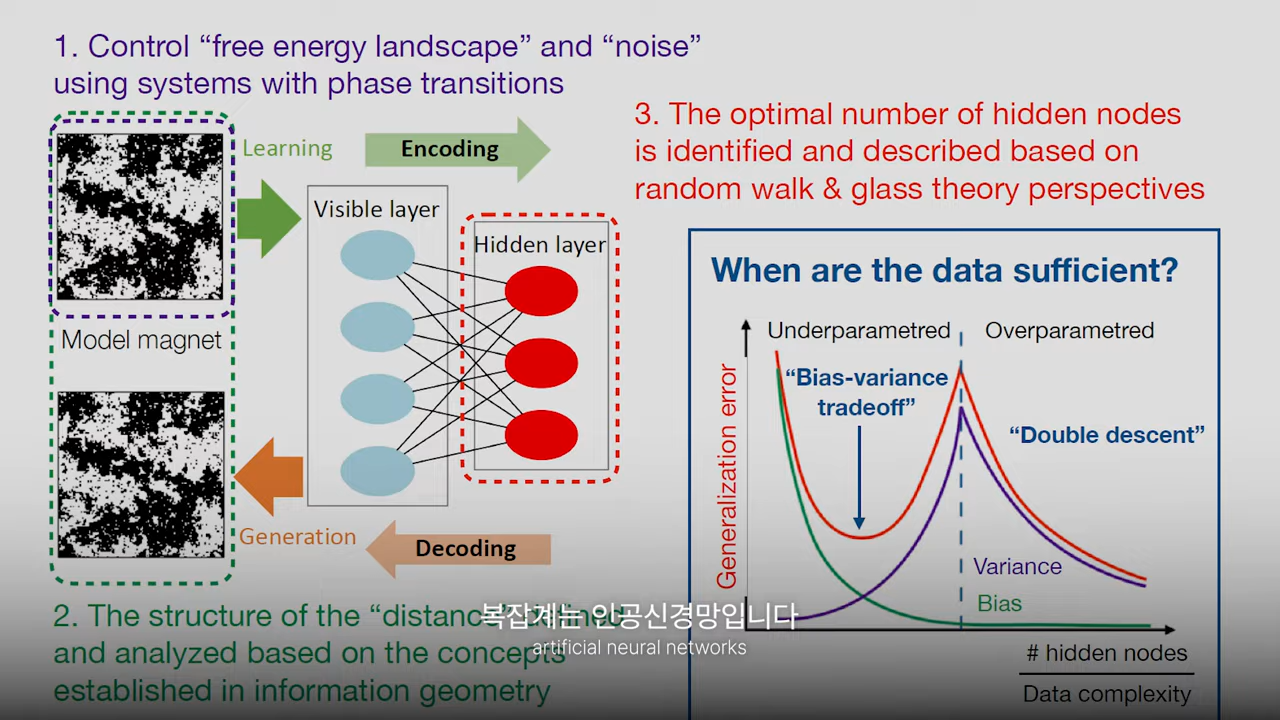 1. Control “free energy landscape” and “noise”
using systems with phase transitions
Learning
Encoding
Visible layer
Hidden layer
Model magnet
Generation
Decoding
2. The structure of the “distance”
and analyzed based on the concepts
established in information geometry
3. The optimal number of hidden nodes
is identified and described based on
random walk & glass theory perspectives
When are the data sufficient?
Underparametred
Overparametred
“Bias-variance
tradeoff”
“Double descent”
Generalization error
Variance
Bias
# hidden nodes
Data complexity
복잡계는 인공신경망입니다
artificial neural networks